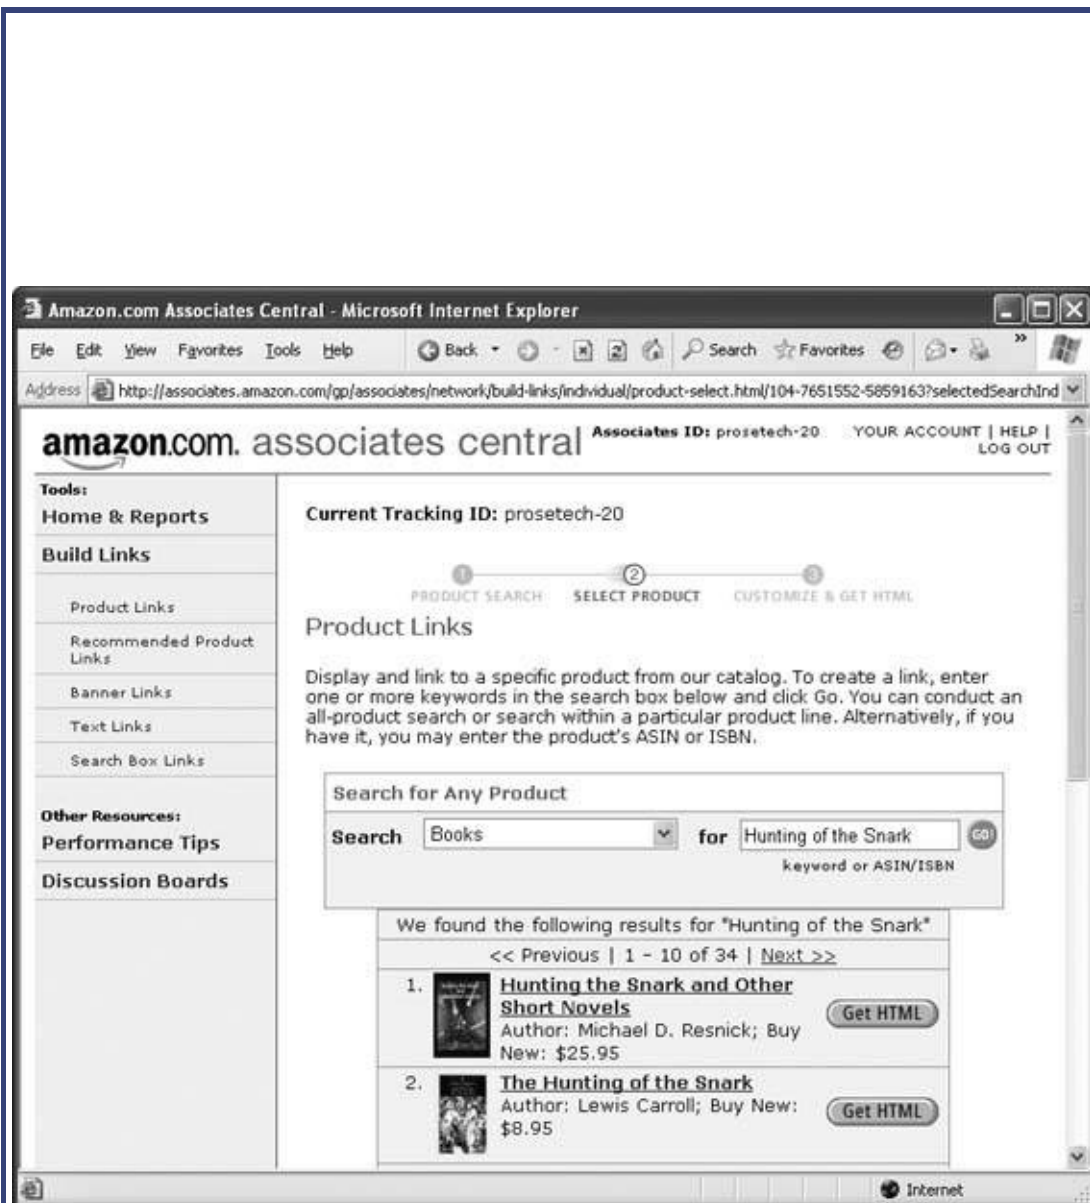 Amazon.com Associates Central - Microsoft Internet Explorer
File Edit View Favorites Tools Help Back Search Favorites »
Address http://associates.amazon.com/gp/associates/network/build-links/individual/product-select.html/104-7651552-5859163?selectedSearchInd
amazon.com. associates central Associates ID: prosetech-20 YOUR ACCOUNT | HELP |
LOG OUT
Tools:
Home & Reports
Build Links
Product Links
Recommended Product
Links
Banner Links
Text Links
Search Box Links
Other Resources:
Performance Tips
Discussion Boards
Current Tracking ID: prosetech-20
1 2 3
PRODUCT SEARCH SELECT PRODUCT CUSTOMIZE & GET HTML
Product Links
Display and link to a specific product from our catalog. To create a link, enter
one or more keywords in the search box below and click Go. You can conduct an
all-product search or search within a particular product line. Alternatively, if you
have it, you may enter the product's ASIN or ISBN.
Search for Any Product
Search Books for Hunting of the Snark GO!
keyword or ASIN/ISBN
We found the following results for "Hunting of the Snark"
<< Previous | 1 - 10 of 34 | Next >>
1. Hunting the Snark and Other
Short Novels
Author: Michael D. Resnick; Buy
New: $25.95
Get HTML
2. The Hunting of the Snark
Author: Lewis Carroll; Buy New:
$8.95
Get HTML
Internet